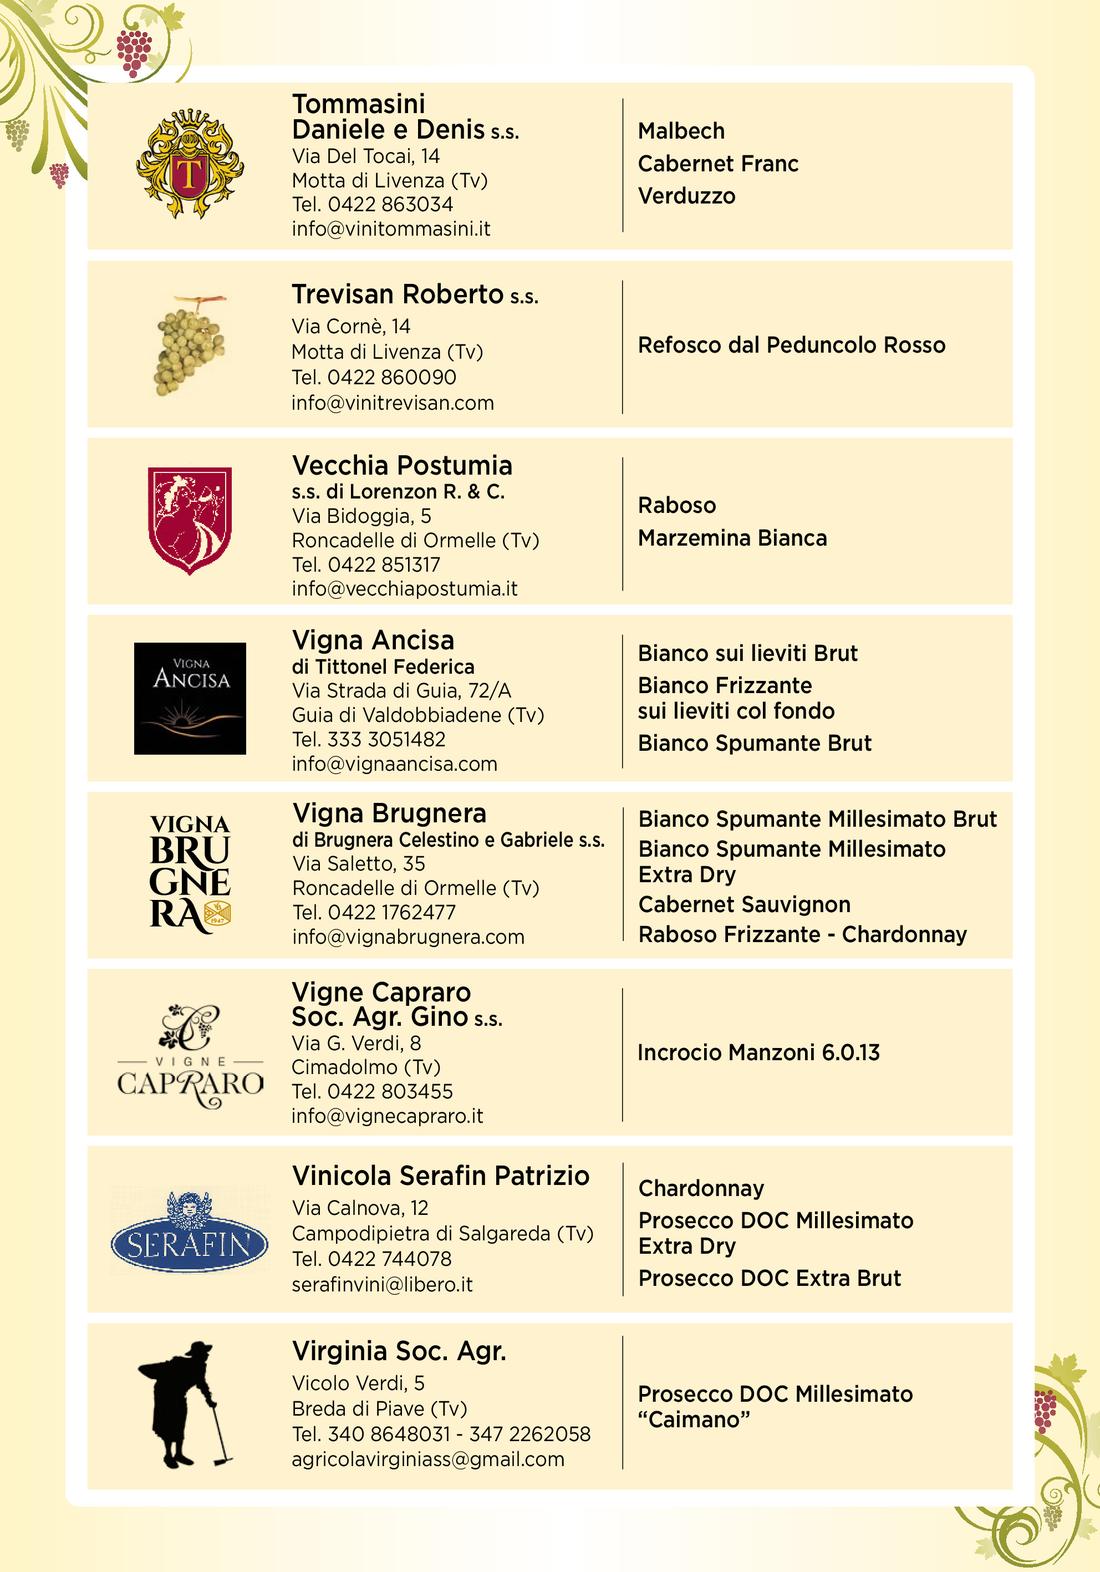 T
Tommasini
Daniele e Denis s.s.
Via Del Tocai, 14
Motta di Livenza (Tv)
Tel. 0422 863034
info@vinitommasini.it
Malbech
Cabernet Franc
Verduzzo
Trevisan Roberto s.s.
Via Cornè, 14
Motta di Livenza (Tv)
Tel. 0422 860090
info@vinitrevisan.com
Refosco dal Peduncolo Rosso
Vecchia Postumia
s.s. di Lorenzon R. & C.
Via Bidoggia, 5
Roncadelle di Ormelle (Tv)
Tel. 0422 851317
info@vecchiapostumia.it
Raboso
Marzemina Bianca
VIGNA
ANCISA
Vigna Ancisa
di Tittonel Federica
Via Strada di Guia, 72/A
Guia di Valdobbiadene (Tv)
Tel. 333 3051482
info@vignaancisa.com
Bianco sui lieviti Brut
Bianco Frizzante
sui lieviti col fondo
Bianco Spumante Brut
VIGNA
BRU
GNE
RA
VB
1947
Vigna Brugnera
di Brugnera Celestino e Gabriele s.s.
Via Saletto, 35
Roncadelle di Ormelle (Tv)
Tel. 0422 1762477
info@vignabrugnera.com
Bianco Spumante Millesimato Brut
Bianco Spumante Millesimato
Extra Dry
Cabernet Sauvignon
Raboso Frizzante - Chardonnay
C
VIGNE
CAPRARO
Vigne Capraro
Soc. Agr. Gino s.s.
Via G. Verdi, 8
Cimadolmo (Tv)
Tel. 0422 803455
info@vignecapraro.it
Incrocio Manzoni 6.0.13
SERAFIN
Vinicola Serafin Patrizio
Via Calnova, 12
Campodipietra di Salgareda (Tv)
Tel. 0422 744078
serafinvini@libero.it
Chardonnay
Prosecco DOC Millesimato
Extra Dry
Prosecco DOC Extra Brut
Virginia Soc. Agr.
Vicolo Verdi, 5
Breda di Piave (Tv)
Tel. 340 8648031 - 347 2262058
agricolavirginiass@gmail.com
Prosecco DOC Millesimato
“Caimano”